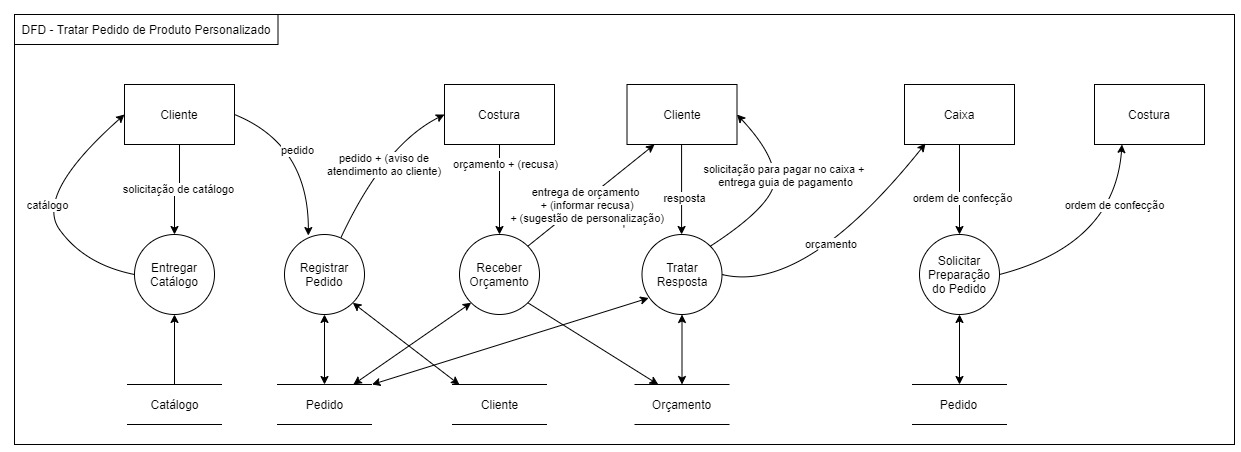 DFD - Tratar Pedido de Produto Personalizado
Cliente
Costura
Cliente
Caixa
Costura
pedido
pedido + (aviso de
atendimento ao cliente)
orçamento + (recusa)
solicitação para pagar no caixa +
entrega guia de pagamento
solicitação de catálogo
entrega de orçamento
+ (informar recusa)
+ (sugestão de personalização)
resposta
ordem de confecção
ordem de confecção
catálogo
orçamento
Entregar
Catálogo
Registrar
Pedido
Receber
Orçamento
Tratar
Resposta
Solicitar
Preparação
do Pedido
Catálogo
Pedido
Cliente
Orçamento
Pedido